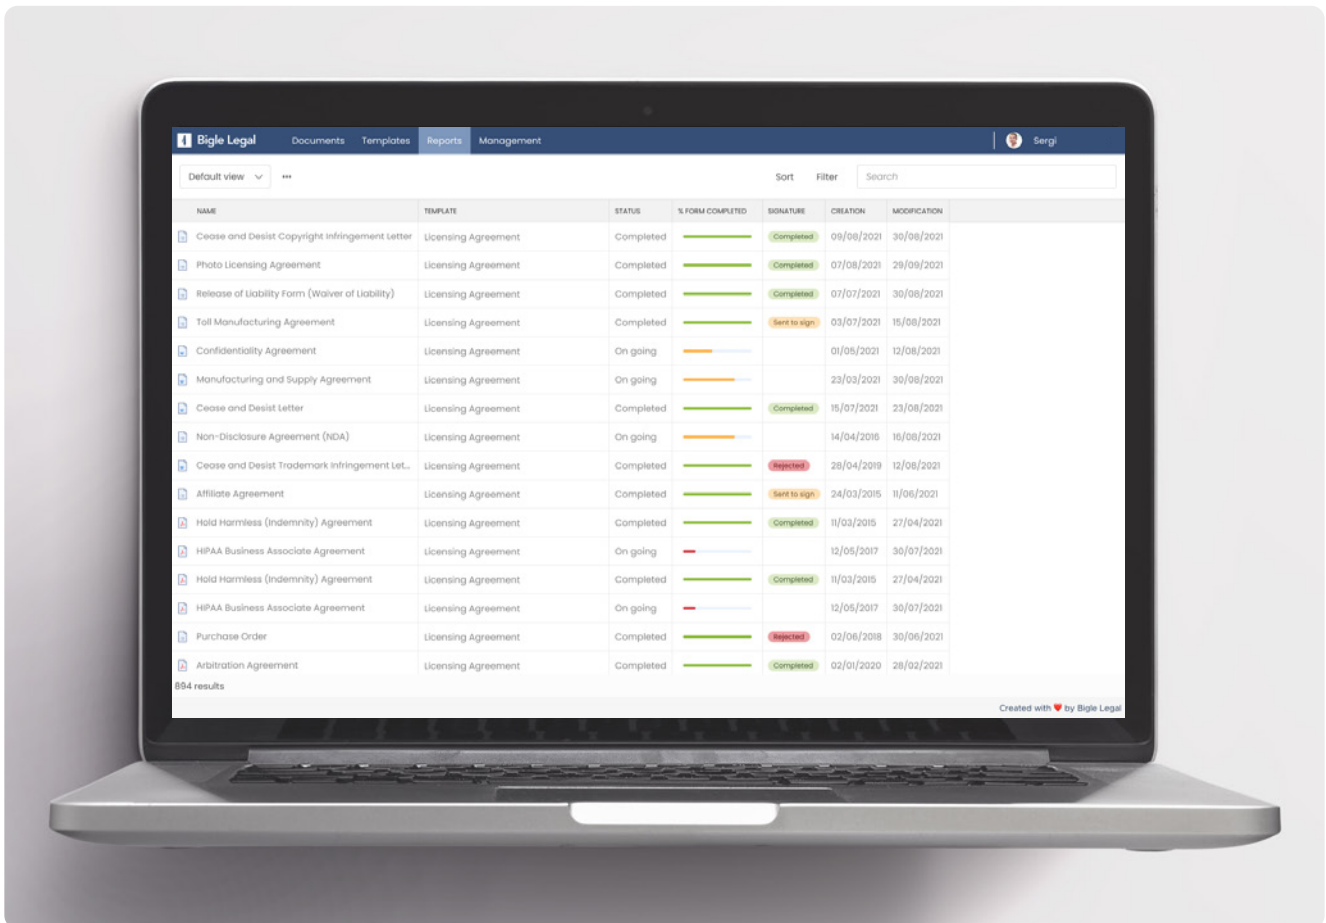 Bigle Legal Documents Templates Reports Management Sergi
Default view ••• Sort Filter Search
NAME TEMPLATE STATUS % FORM COMPLETED SIGNATURE CREATION MODIFICATION
Cease and Desist Copyright Infringement Letter Licensing Agreement Completed Completed 09/08/2021 30/08/2021
Photo Licensing Agreement Licensing Agreement Completed Completed 07/08/2021 29/09/2021
Release of Liability Form (Waiver of Liability) Licensing Agreement Completed Completed 07/07/2021 30/08/2021
Toll Manufacturing Agreement Licensing Agreement Completed Sent to sign 03/07/2021 15/08/2021
Confidentiality Agreement Licensing Agreement On going 01/05/2021 12/08/2021
Manufacturing and Supply Agreement Licensing Agreement On going 23/03/2021 30/08/2021
Cease and Desist Letter Licensing Agreement Completed Completed 15/07/2021 23/08/2021
Non-Disclosure Agreement (NDA) Licensing Agreement On going 14/04/2016 16/08/2021
Cease and Desist Trademark Infringement Let... Licensing Agreement Completed Rejected 28/04/2019 12/08/2021
Affiliate Agreement Licensing Agreement Completed Sent to sign 24/03/2015 11/06/2021
Hold Harmless (Indemnity) Agreement Licensing Agreement Completed Completed 11/03/2015 27/04/2021
HIPAA Business Associate Agreement Licensing Agreement On going 12/05/2017 30/07/2021
Hold Harmless (Indemnity) Agreement Licensing Agreement Completed Completed 11/03/2015 27/04/2021
HIPAA Business Associate Agreement Licensing Agreement On going 12/05/2017 30/07/2021
Purchase Order Licensing Agreement Completed Rejected 02/06/2018 30/06/2021
Arbitration Agreement Licensing Agreement Completed Completed 02/01/2020 28/02/2021
894 results
Created with ❤ by Bigle Legal